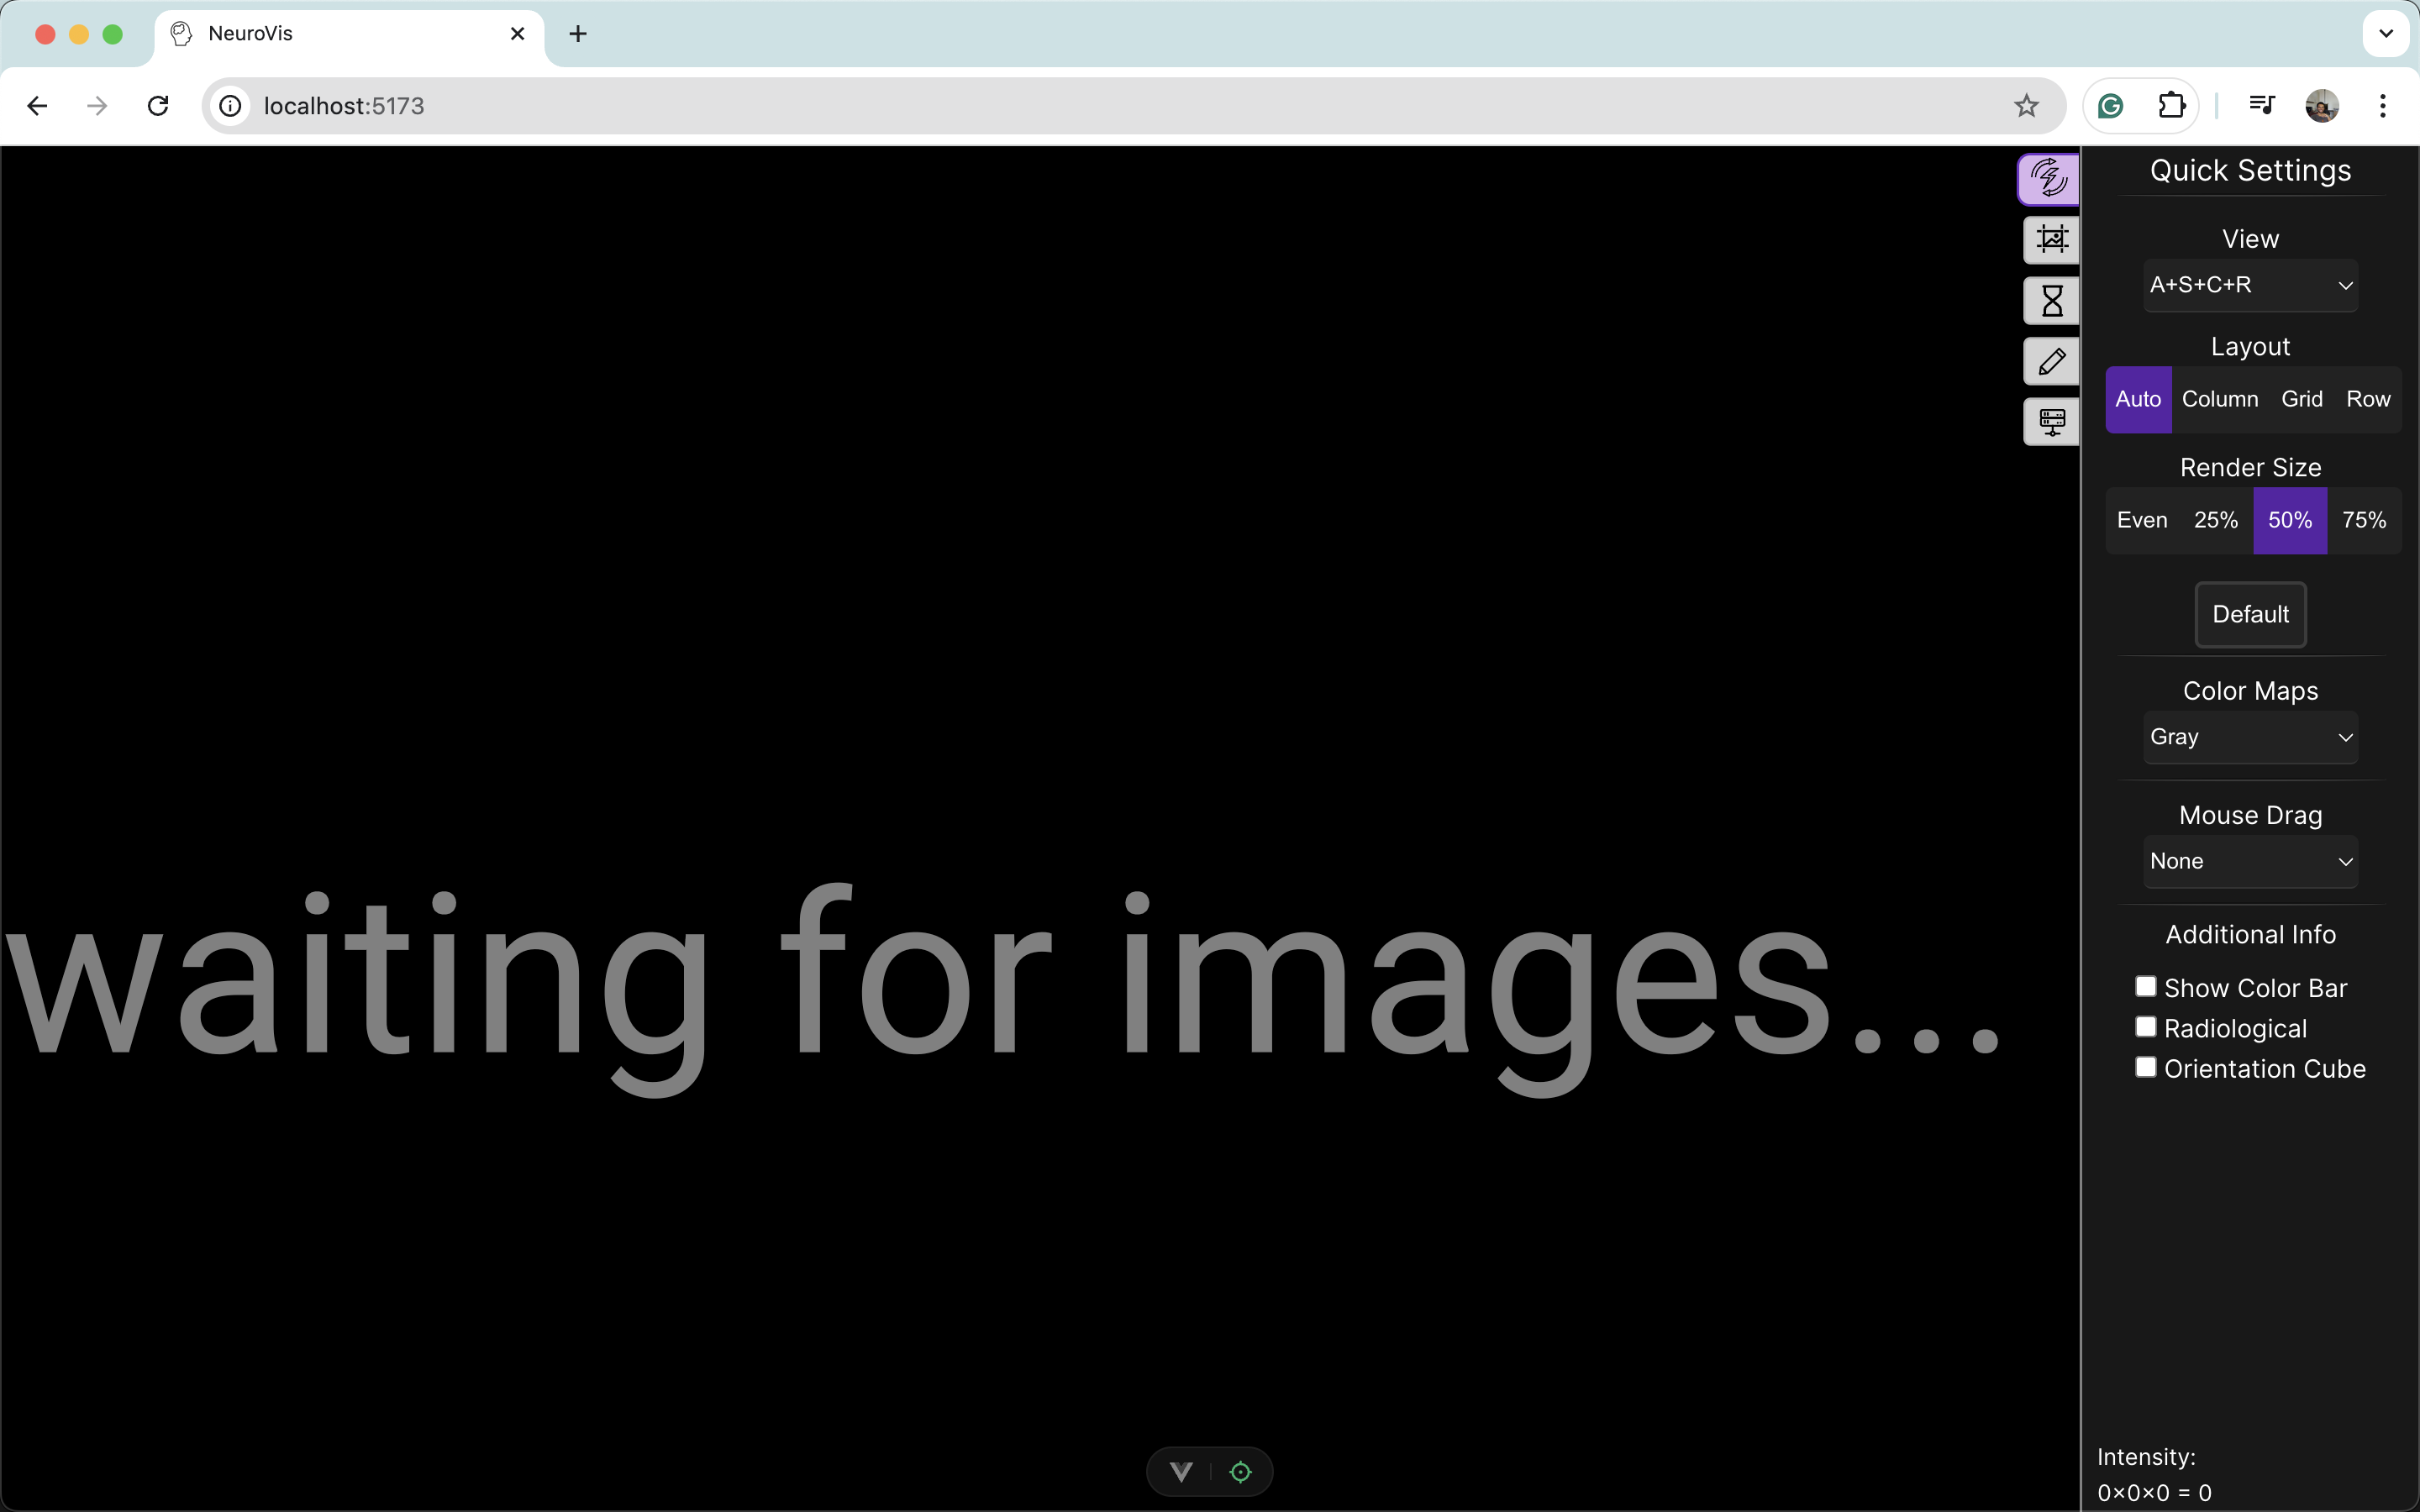 NeuroVis
localhost:5173
Quick Settings
View
A+S+C+R
Layout
Auto Column Grid Row
Render Size
Even 25% 50% 75%
Default
Color Maps
Gray
Mouse Drag
None
Additional Info
Show Color Bar
Radiological
Orientation Cube
waiting for images...
Intensity:
0×0×0 = 0